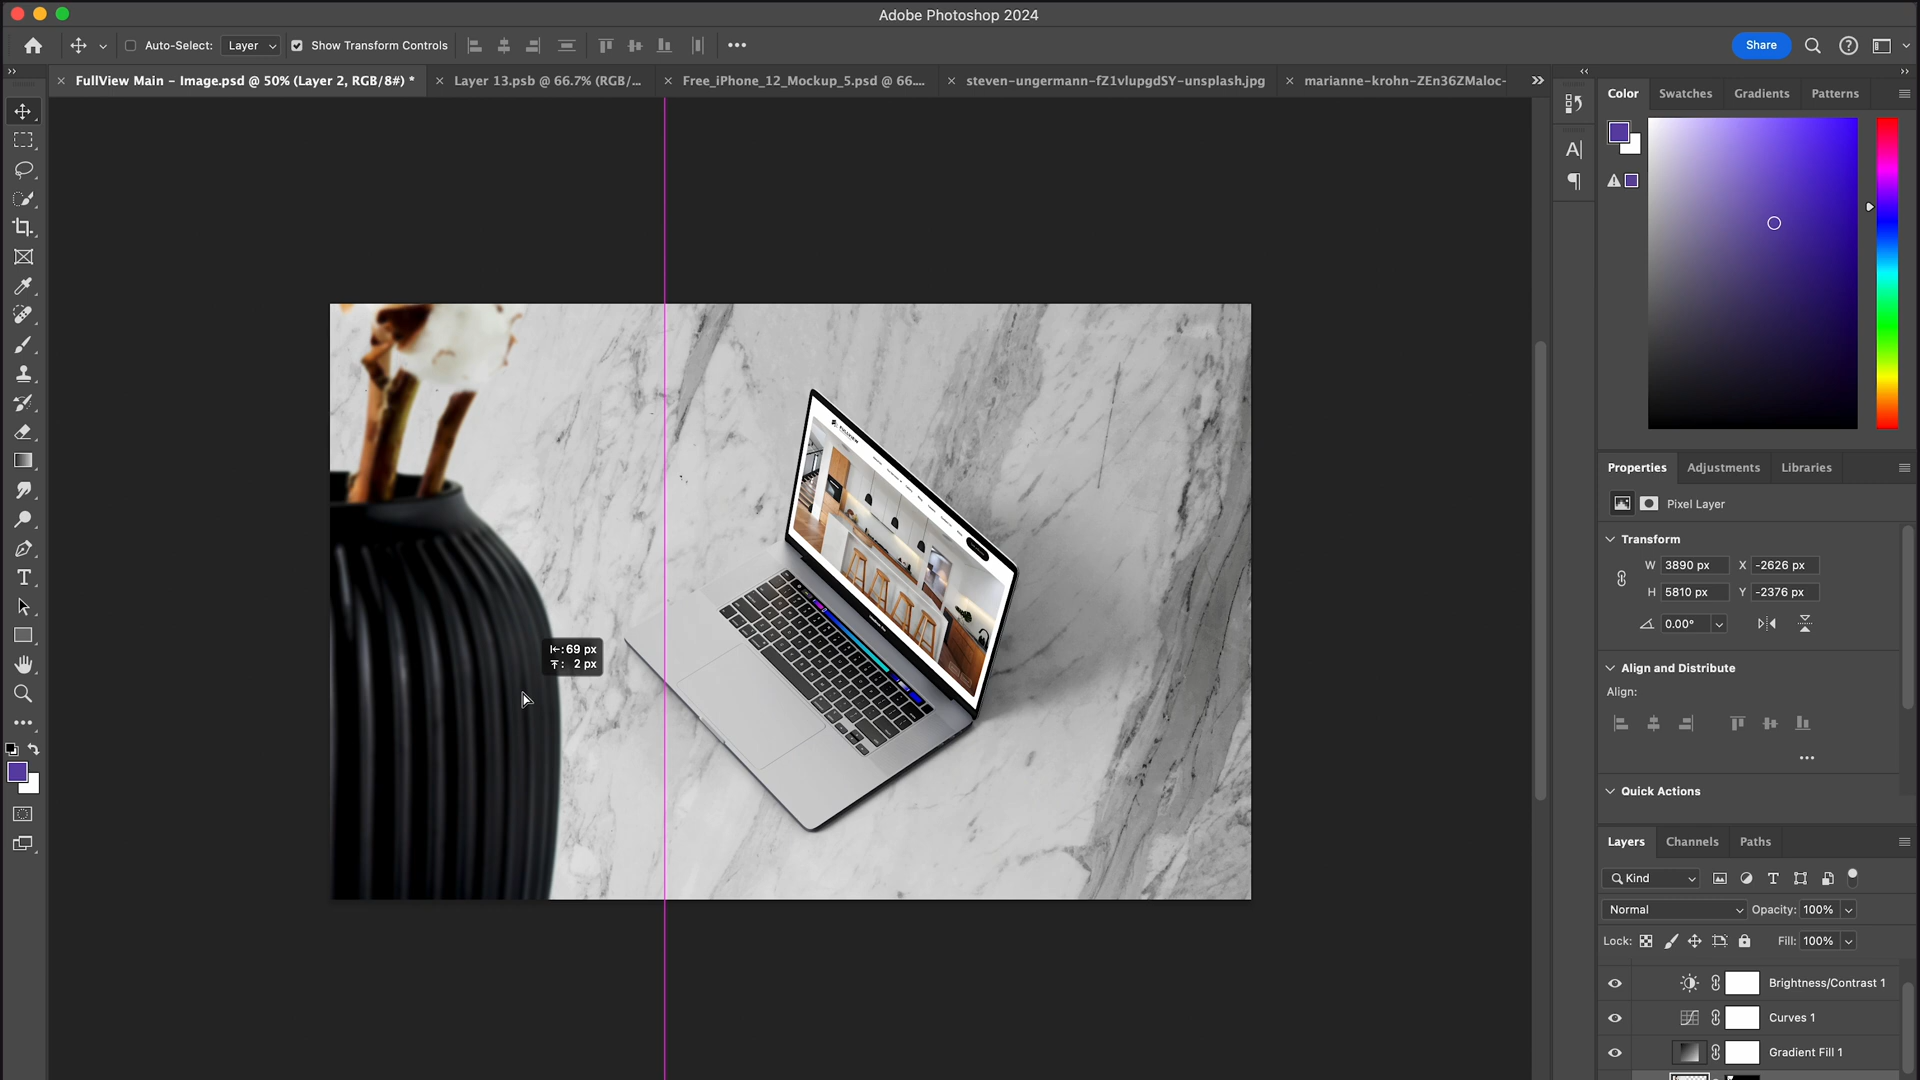 Adobe Photoshop 2024
Auto-Select: Layer Show Transform Controls
Share
FullView Main – Image.psd @ 50% (Layer 2, RGB/8#) *
Layer 13.psb @ 66.7% (RGB/...
Free_iPhone_12_Mockup_5.psd @ 66....
steven-ungermann-fZ1vlupgdSY-unsplash.jpg
marianne-krohn-ZEn36ZMaloc-
Color Swatches Gradients Patterns
Properties Adjustments Libraries
Pixel Layer
Transform
W 3890 px X -2626 px
H 5810 px Y -2376 px
0.00°
Align and Distribute
Align:
Quick Actions
69 px
2 px
Layers Channels Paths
Kind
Normal Opacity: 100%
Lock: Fill: 100%
Brightness/Contrast 1
Curves 1
Gradient Fill 1